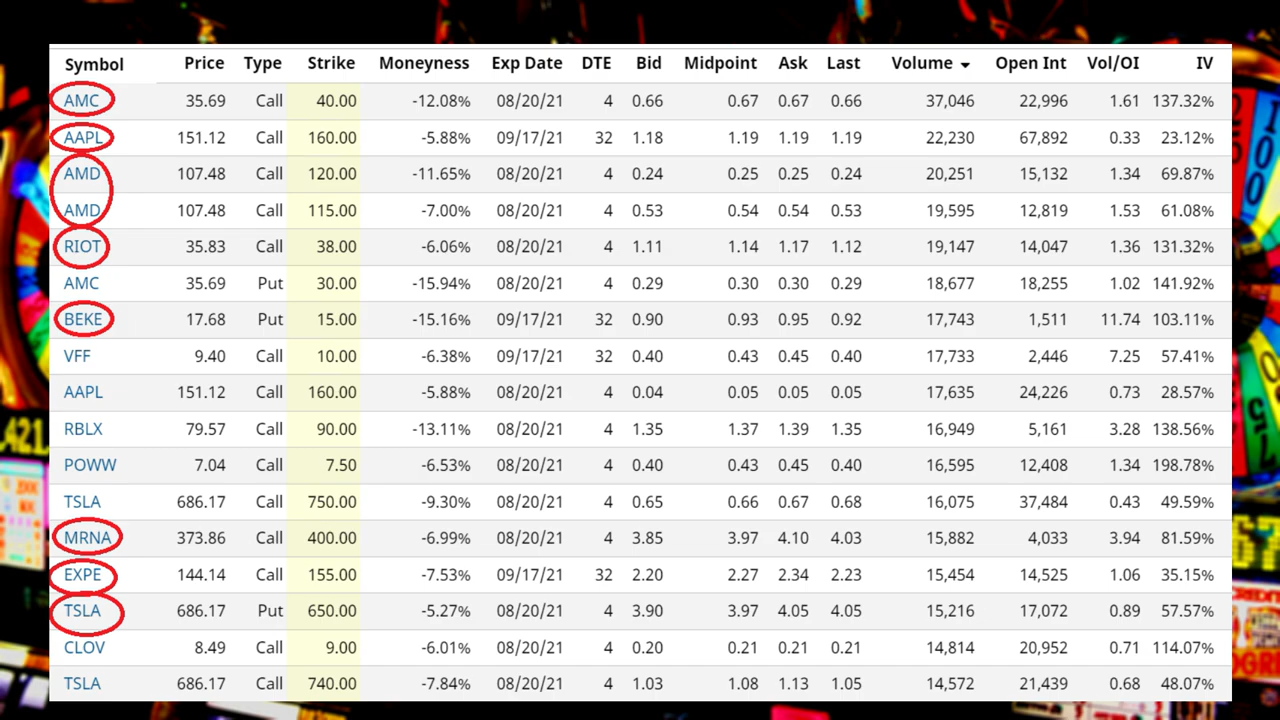 Symbol Price Type Strike Moneyness Exp Date DTE Bid Midpoint Ask Last Volume Open Int Vol/OI IV
AMC 35.69 Call 40.00 -12.08% 08/20/21 4 0.66 0.67 0.67 0.66 37,046 22,996 1.61 137.32%
AAPL 151.12 Call 160.00 -5.88% 09/17/21 32 1.18 1.19 1.19 1.19 22,230 67,892 0.33 23.12%
AMD 107.48 Call 120.00 -11.65% 08/20/21 4 0.24 0.25 0.25 0.24 20,251 15,132 1.34 69.87%
AMD 107.48 Call 115.00 -7.00% 08/20/21 4 0.53 0.54 0.54 0.53 19,595 12,819 1.53 61.08%
RIOT 35.83 Call 38.00 -6.06% 08/20/21 4 1.11 1.14 1.17 1.12 19,147 14,047 1.36 131.32%
AMC 35.69 Put 30.00 -15.94% 08/20/21 4 0.29 0.30 0.30 0.29 18,677 18,255 1.02 141.92%
BEKE 17.68 Put 15.00 -15.16% 09/17/21 32 0.90 0.93 0.95 0.92 17,743 1,511 11.74 103.11%
VFF 9.40 Call 10.00 -6.38% 09/17/21 32 0.40 0.43 0.45 0.40 17,733 2,446 7.25 57.41%
AAPL 151.12 Call 160.00 -5.88% 08/20/21 4 0.04 0.05 0.05 0.05 17,635 24,226 0.73 28.57%
RBLX 79.57 Call 90.00 -13.11% 08/20/21 4 1.35 1.37 1.39 1.35 16,949 5,161 3.28 138.56%
POWW 7.04 Call 7.50 -6.53% 08/20/21 4 0.40 0.43 0.45 0.40 16,595 12,408 1.34 198.78%
TSLA 686.17 Call 750.00 -9.30% 08/20/21 4 0.65 0.66 0.67 0.68 16,075 37,484 0.43 49.59%
MRNA 373.86 Call 400.00 -6.99% 08/20/21 4 3.85 3.97 4.10 4.03 15,882 4,033 3.94 81.59%
EXPE 144.14 Call 155.00 -7.53% 09/17/21 32 2.20 2.27 2.34 2.23 15,454 14,525 1.06 35.15%
TSLA 686.17 Put 650.00 -5.27% 08/20/21 4 3.90 3.97 4.05 4.05 15,216 17,072 0.89 57.57%
CLOV 8.49 Call 9.00 -6.01% 08/20/21 4 0.20 0.21 0.21 0.21 14,814 20,952 0.71 114.07%
TSLA 686.17 Call 740.00 -7.84% 08/20/21 4 1.03 1.08 1.13 1.05 14,572 21,439 0.68 48.07%